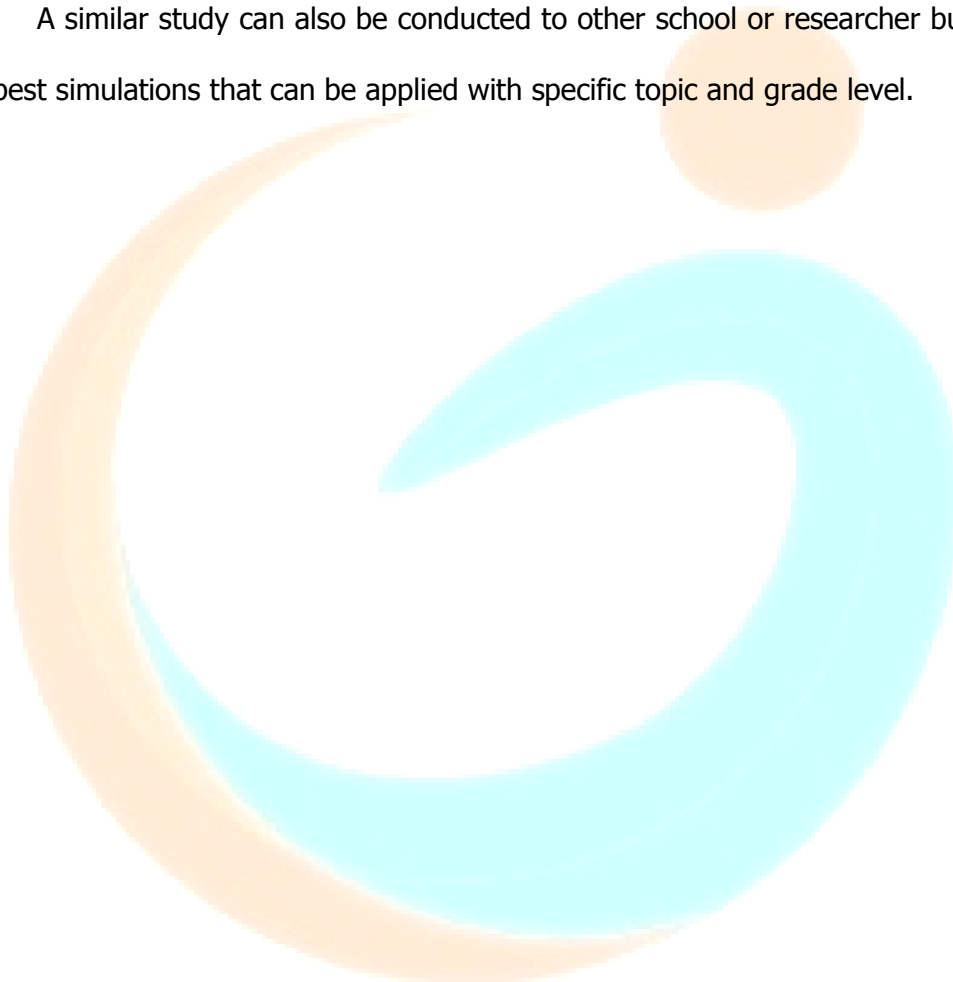 A similar study can also be conducted to other school or researcher
best simulations that can be applied with specific topic and grade level.